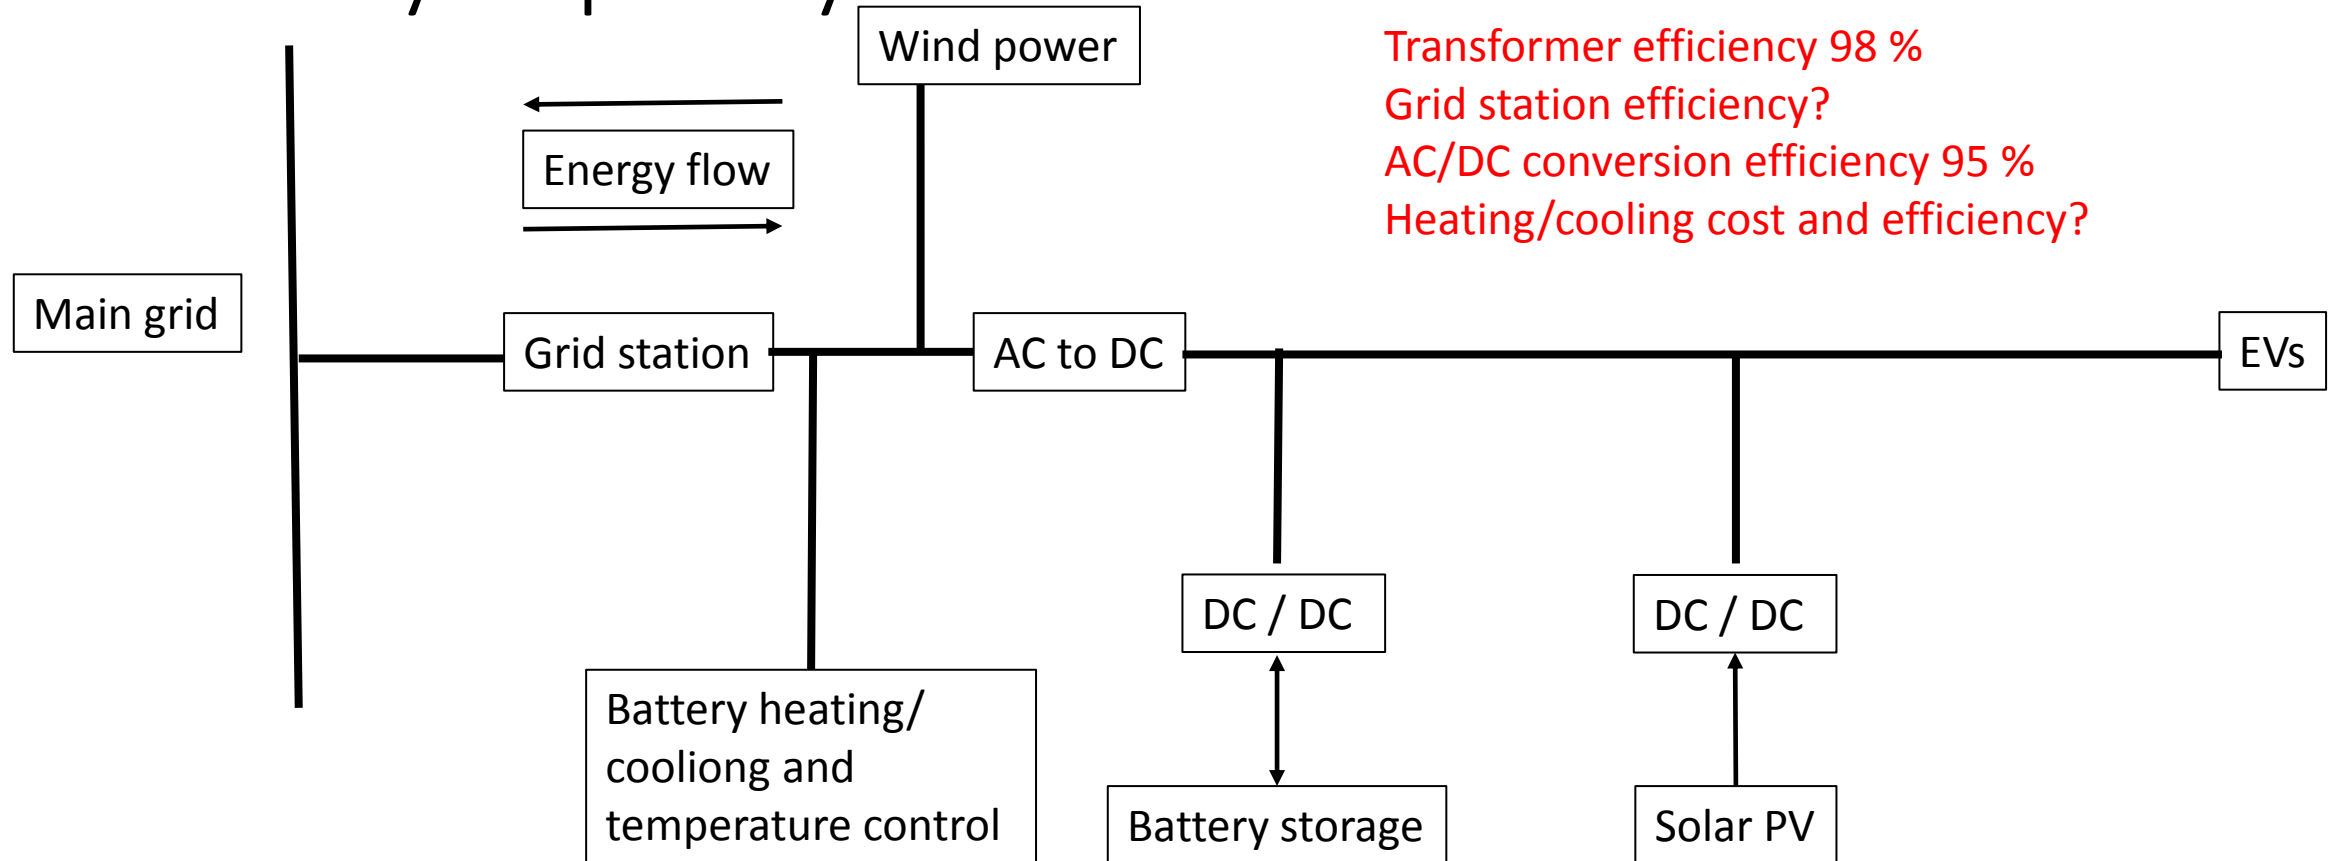 Wind power
Transformer efficiency 98 %
Grid station efficiency?
AC/DC conversion efficiency 95 %
Heating/cooling cost and efficiency?
Energy flow
Main grid
Grid station
AC to DC
EVs
DC / DC
DC / DC
Battery heating/
cooliong and
temperature control
Battery storage
Solar PV